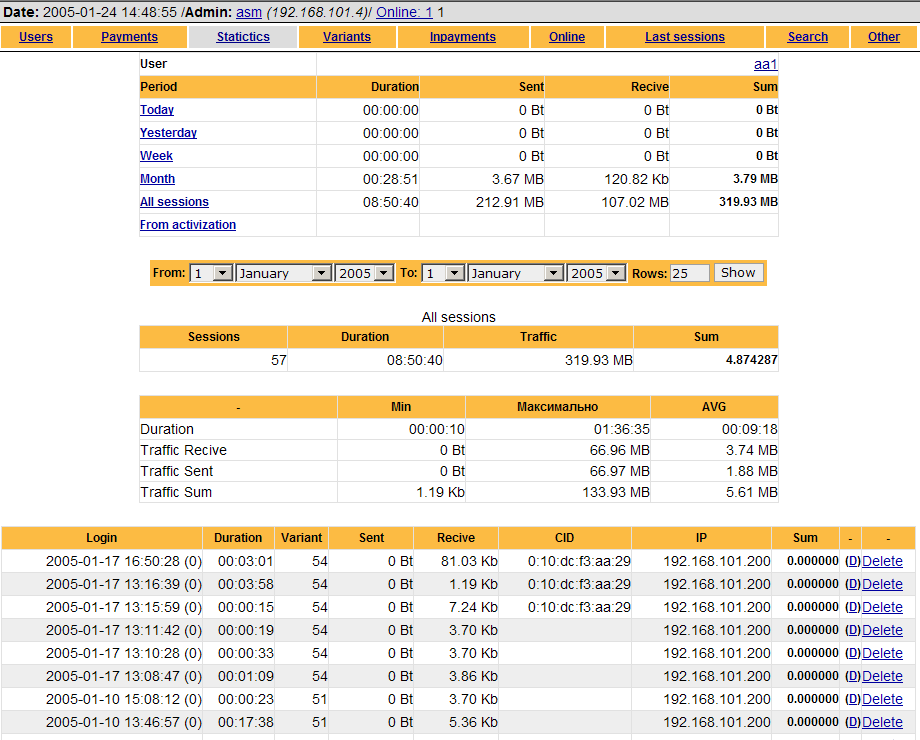 Date: 2005-01-24 14:48:55 /Admin: asm (192.168.101.4)/ Online: 1 1
Users Payments Statictics Variants Inpayments Online Last sessions Search Other
User aa1
Period Duration Sent Recive Sum
Today 00:00:00 0 Bt 0 Bt 0 Bt
Yesterday 00:00:00 0 Bt 0 Bt 0 Bt
Week 00:00:00 0 Bt 0 Bt 0 Bt
Month 00:28:51 3.67 MB 120.82 Kb 3.79 MB
All sessions 08:50:40 212.91 MB 107.02 MB 319.93 MB
From activization
From: 1 January 2005 To: 1 January 2005 Rows: 25 Show
All sessions
Sessions Duration Traffic Sum
57 08:50:40 319.93 MB 4.874287
- Min Максимально AVG
Duration 00:00:10 01:36:35 00:09:18
Traffic Recive 0 Bt 66.96 MB 3.74 MB
Traffic Sent 0 Bt 66.97 MB 1.88 MB
Traffic Sum 1.19 Kb 133.93 MB 5.61 MB
Login Duration Variant Sent Recive CID IP Sum - -
2005-01-17 16:50:28 (0) 00:03:01 54 0 Bt 81.03 Kb 0:10:dc:f3:aa:29 192.168.101.200 0.000000 (D) Delete
2005-01-17 13:16:39 (0) 00:03:58 54 0 Bt 1.19 Kb 0:10:dc:f3:aa:29 192.168.101.200 0.000000 (D) Delete
2005-01-17 13:15:59 (0) 00:00:15 54 0 Bt 7.24 Kb 0:10:dc:f3:aa:29 192.168.101.200 0.000000 (D) Delete
2005-01-17 13:11:42 (0) 00:00:19 54 0 Bt 3.70 Kb 192.168.101.200 0.000000 (D) Delete
2005-01-17 13:10:28 (0) 00:00:33 54 0 Bt 3.70 Kb 192.168.101.200 0.000000 (D) Delete
2005-01-17 13:08:47 (0) 00:01:09 54 0 Bt 3.86 Kb 192.168.101.200 0.000000 (D) Delete
2005-01-10 15:08:12 (0) 00:00:23 51 0 Bt 3.70 Kb 192.168.101.200 0.000000 (D) Delete
2005-01-10 13:46:57 (0) 00:17:38 51 0 Bt 5.36 Kb 192.168.101.200 0.000000 (D) Delete